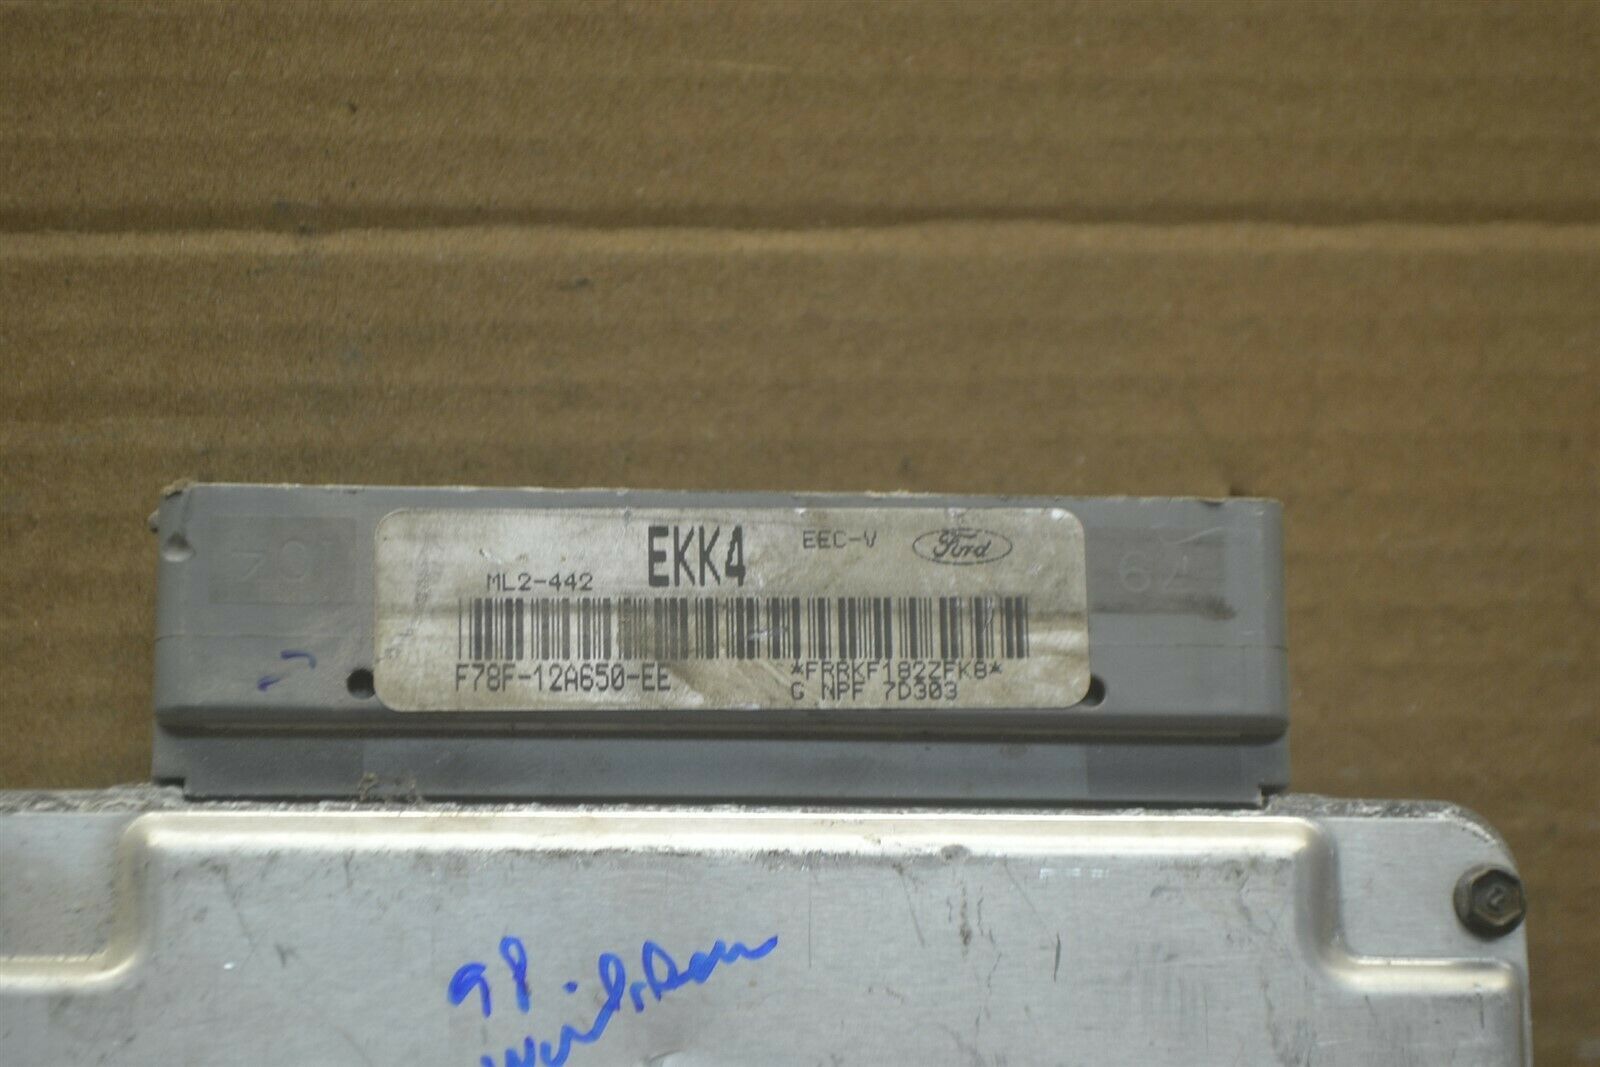 EKK4 EEC-V Ford
ML2-442
F78F-12A650-EE *FRRKF182ZFK8*
G NPF 7D303
98